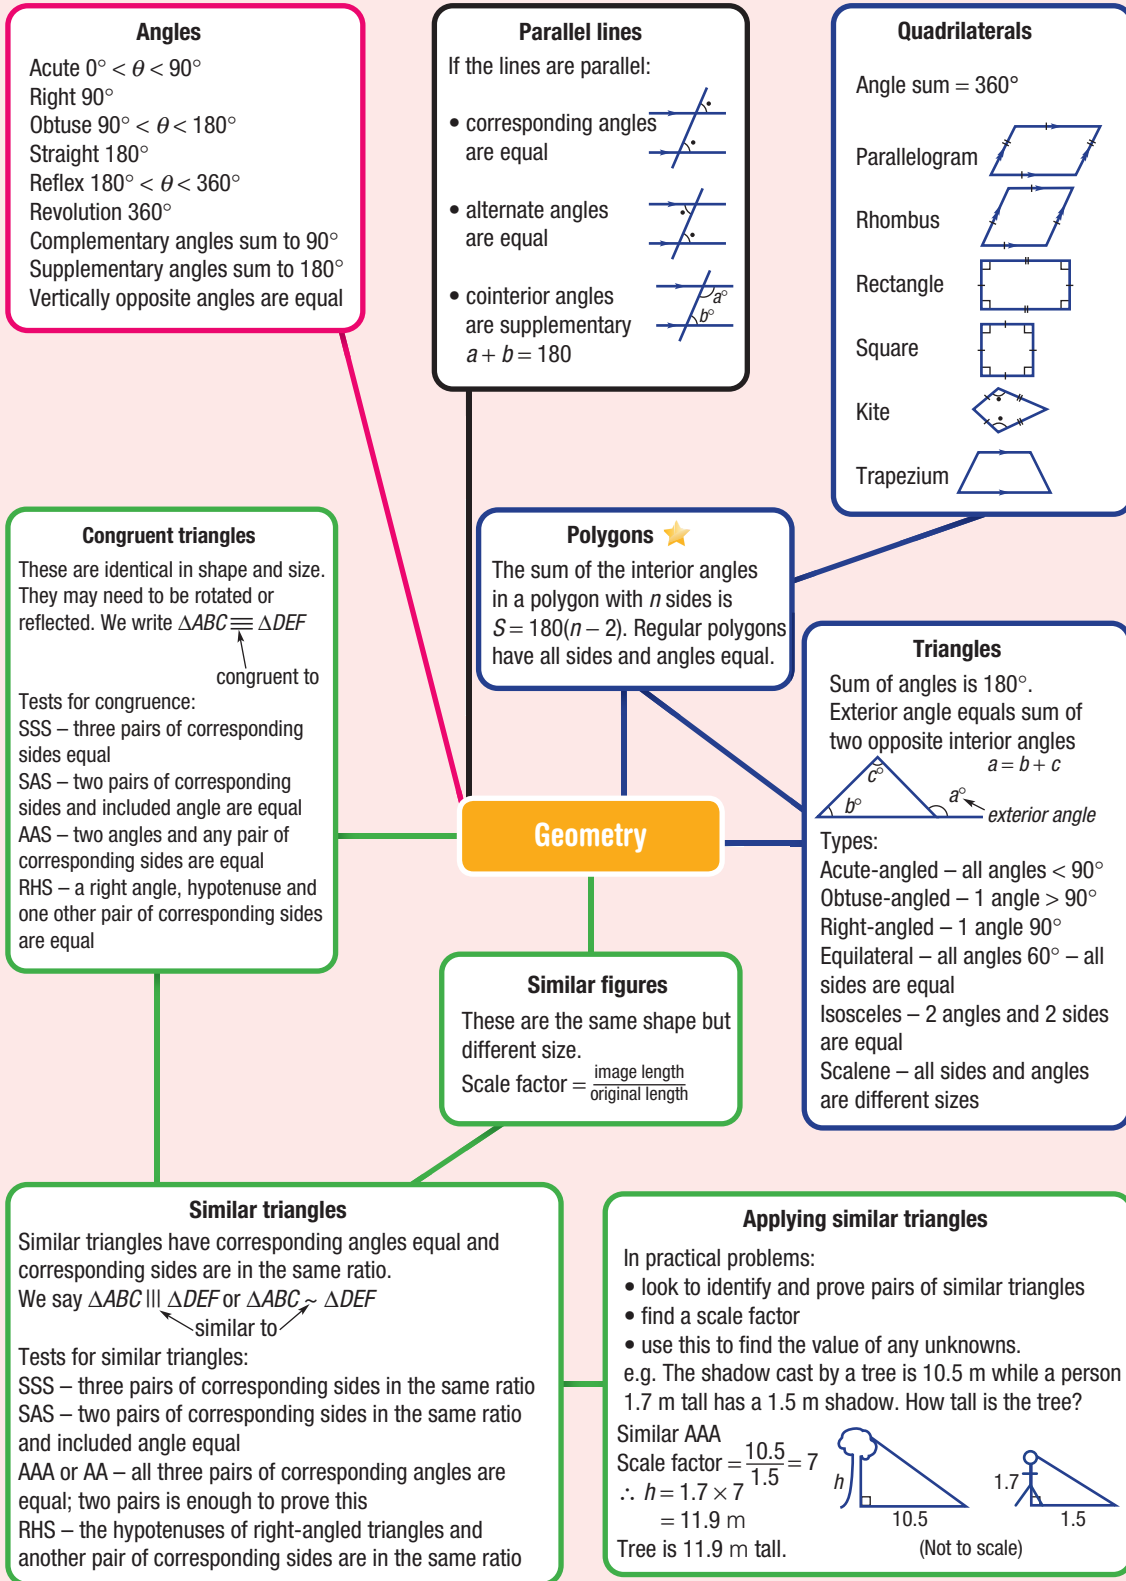 Angles
Acute 0° < θ < 90°
Right 90°
Obtuse 90° < θ < 180°
Straight 180°
Reflex 180° < θ < 360°
Revolution 360°
Complementary angles sum to 90°
Supplementary angles sum to 180°
Vertically opposite angles are equal
Parallel lines
If the lines are parallel:
• corresponding angles
are equal
• alternate angles
are equal
• cointerior angles
are supplementary
a + b = 180
a°
b°
Quadrilaterals
Angle sum = 360°
Parallelogram
Rhombus
Rectangle
Square
Kite
Trapezium
Congruent triangles
These are identical in shape and size.
They may need to be rotated or
reflected. We write ΔABC ≡ ΔDEF
congruent to
Tests for congruence:
SSS – three pairs of corresponding
sides equal
SAS – two pairs of corresponding
sides and included angle are equal
AAS – two angles and any pair of
corresponding sides are equal
RHS – a right angle, hypotenuse and
one other pair of corresponding sides
are equal
Polygons
The sum of the interior angles
in a polygon with n sides is
S = 180(n – 2). Regular polygons
have all sides and angles equal.
Triangles
Sum of angles is 180°.
Exterior angle equals sum of
two opposite interior angles
a = b + c
c°
b°
a°
exterior angle
Types:
Acute-angled – all angles < 90°
Obtuse-angled – 1 angle > 90°
Right-angled – 1 angle 90°
Equilateral – all angles 60° – all
sides are equal
Isosceles – 2 angles and 2 sides
are equal
Scalene – all sides and angles
are different sizes
Geometry
Similar figures
These are the same shape but
different size.
Scale factor = image length / original length
Similar triangles
Similar triangles have corresponding angles equal and
corresponding sides are in the same ratio.
We say ΔABC ||| ΔDEF or ΔABC ~ ΔDEF
similar to
Tests for similar triangles:
SSS – three pairs of corresponding sides in the same ratio
SAS – two pairs of corresponding sides in the same ratio
and included angle equal
AAA or AA – all three pairs of corresponding angles are
equal; two pairs is enough to prove this
RHS – the hypotenuses of right-angled triangles and
another pair of corresponding sides are in the same ratio
Applying similar triangles
In practical problems:
• look to identify and prove pairs of similar triangles
• find a scale factor
• use this to find the value of any unknowns.
e.g. The shadow cast by a tree is 10.5 m while a person
1.7 m tall has a 1.5 m shadow. How tall is the tree?
Similar AAA
Scale factor = 10.5 / 1.5 = 7
∴ h = 1.7 × 7
= 11.9 m
Tree is 11.9 m tall.
h
10.5
1.7
1.5
(Not to scale)